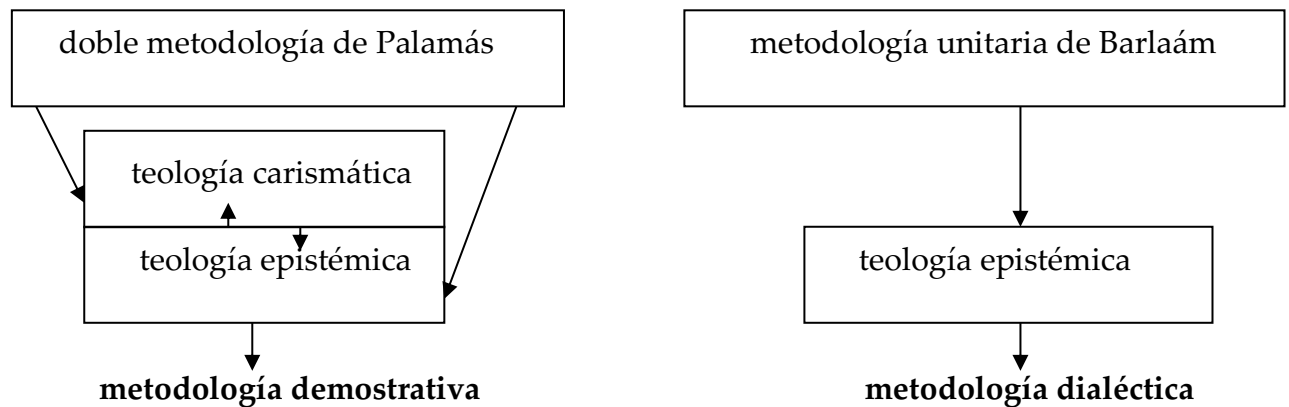 doble metodología de Palamás
teología carismática
teología epistémica
metodología demostrativa
metodología unitaria de Barlaám
teología epistémica
metodología dialéctica